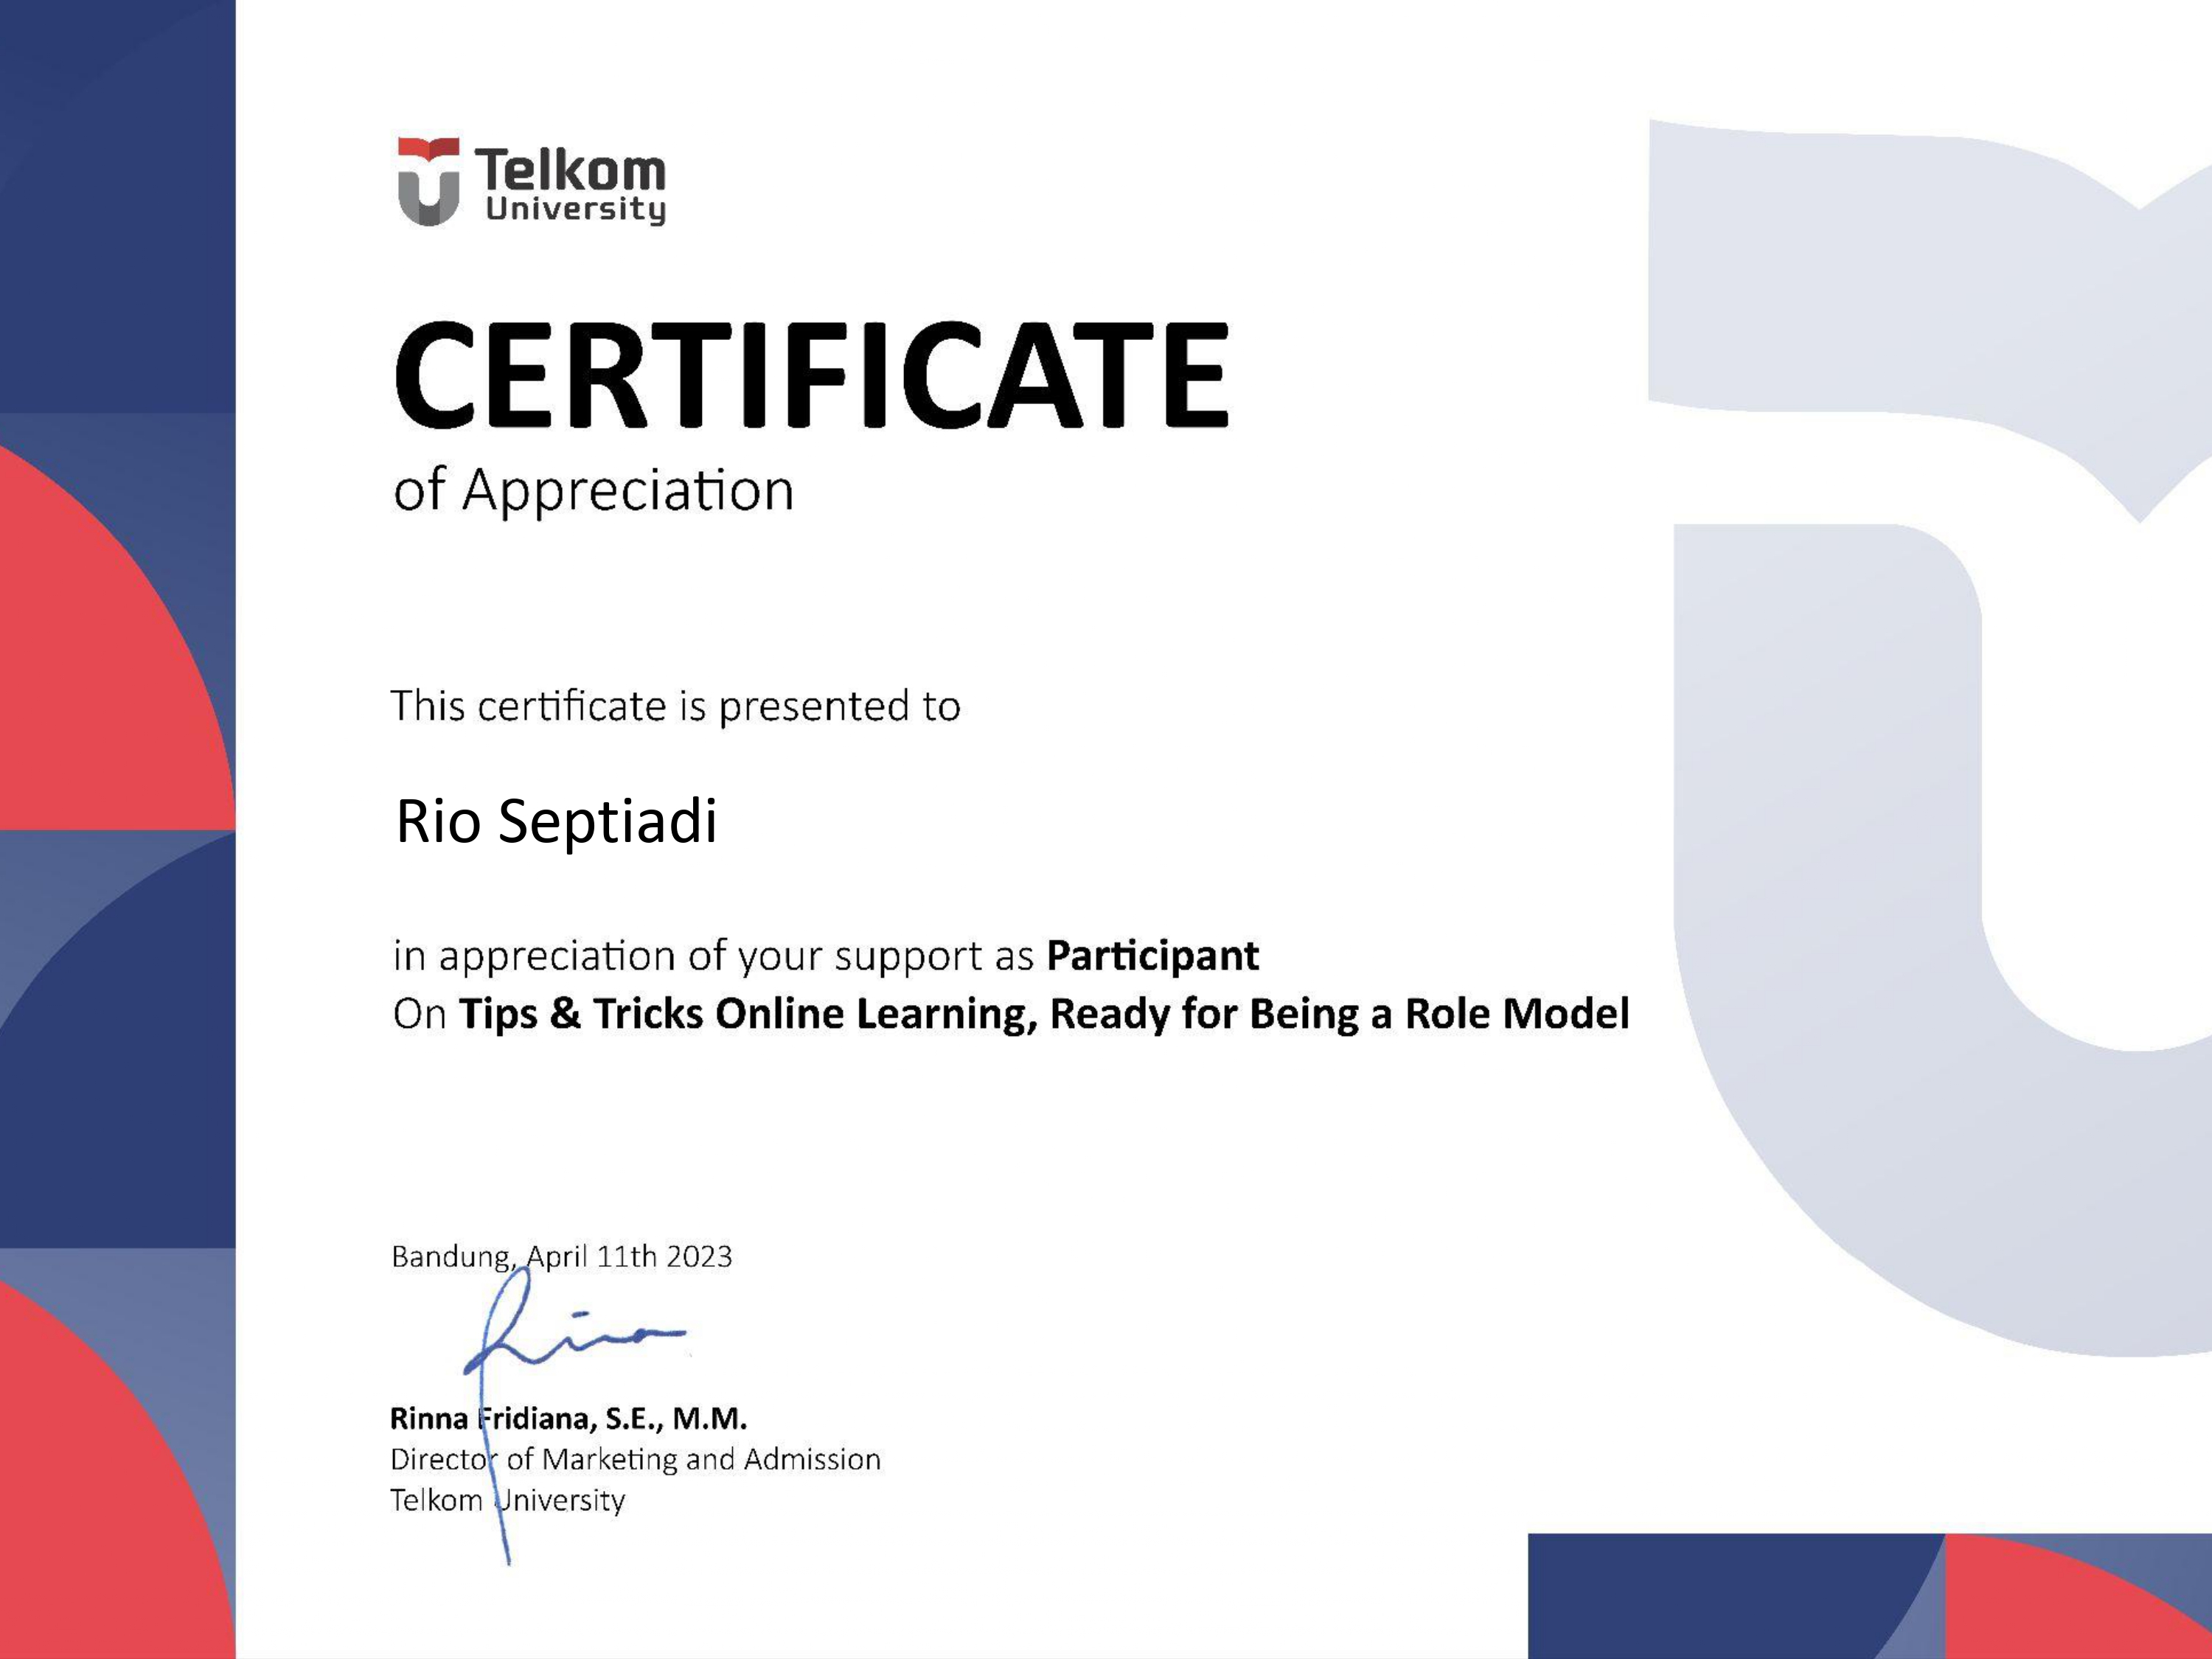 Telkom
University
CERTIFICATE
of Appreciation
This certificate is presented to
Rio Septiadi
in appreciation of your support as Participant
On Tips & Tricks Online Learning, Ready for Being a Role Model
Bandung, April 11th 2023
Rinna Fridiana, S.E., M.M.
Director of Marketing and Admission
Telkom University